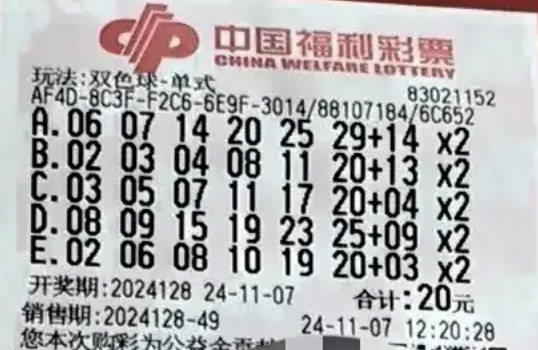 中国福利彩票
CHINA WELFARE LOTTERY
玩法:双色球-单式
83021152
AF4D-8C3F-F2C6-6E9F-3014/88107184/6C652
A.06 07 14 20 25 29+14 x2
B.02 03 04 08 11 20+13 x2
C.03 05 07 11 17 20+04 x2
D.08 09 15 19 23 25+09 x2
E.02 06 08 10 19 20+03 x2
开奖期:2024128 24-11-07 合计:20元
销售期:2024128-49 24-11-07 12:20:28
您本次购彩为公益金贡献